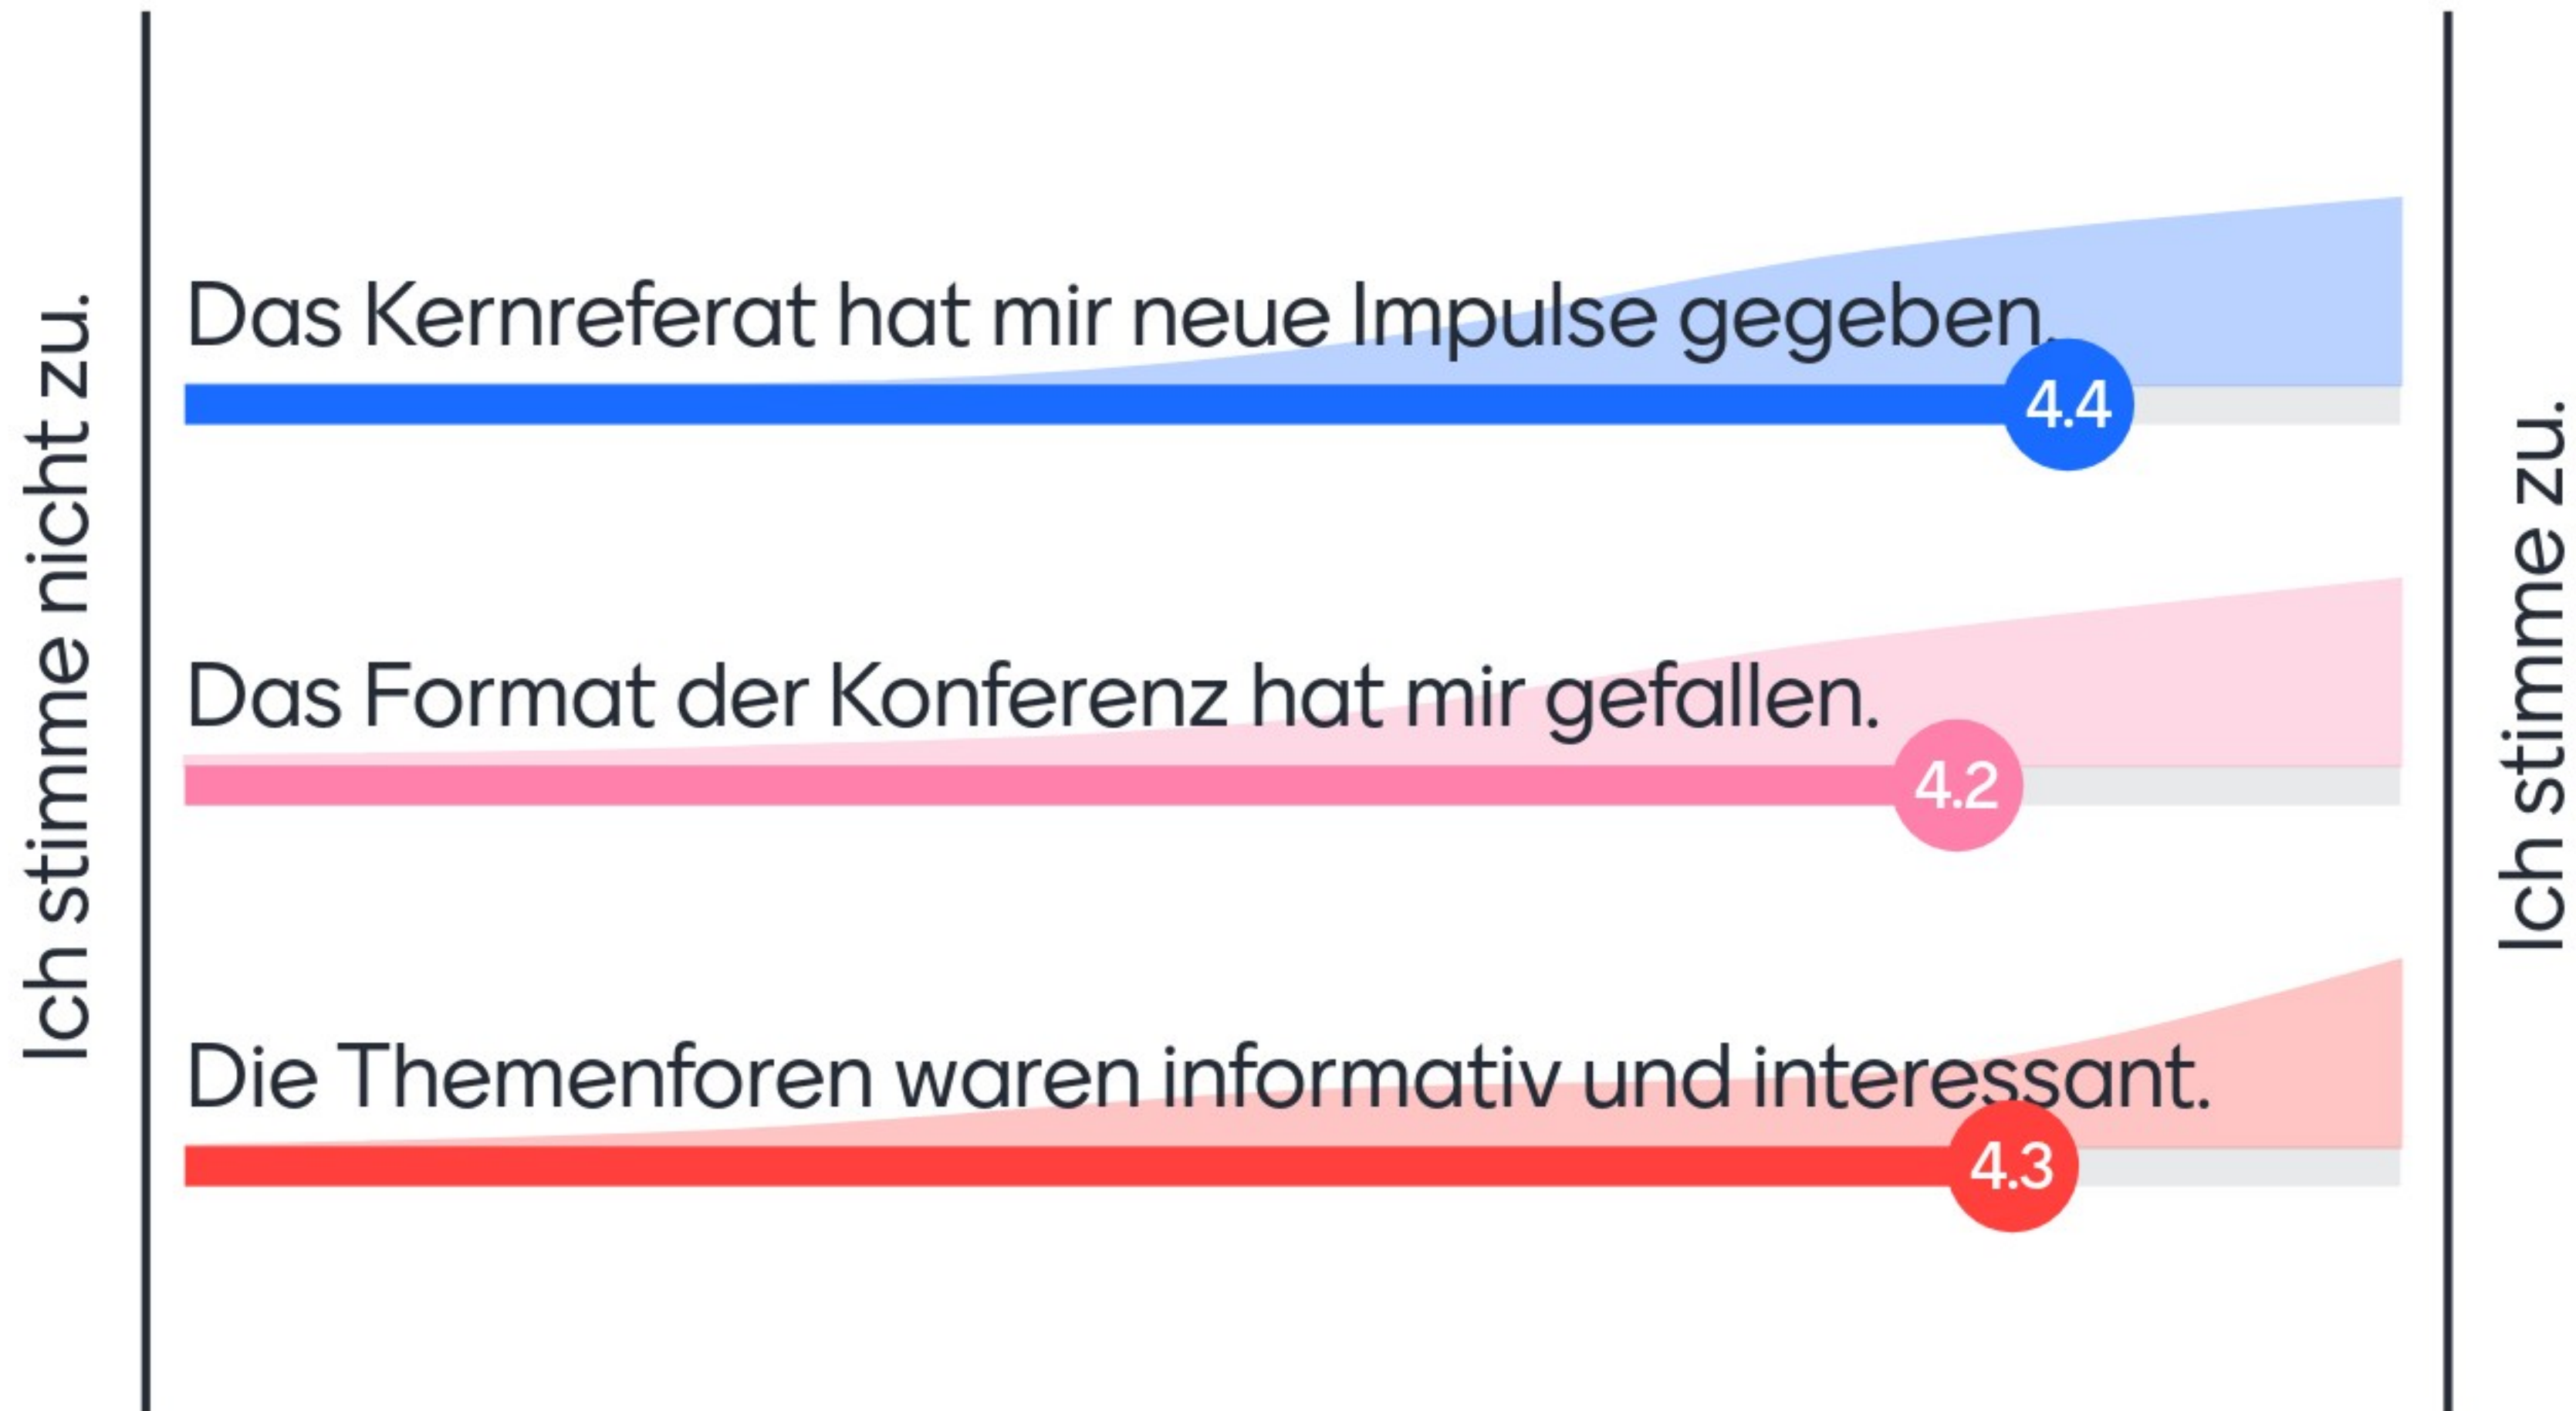 Ich stimme nicht zu.
Das Kernreferat hat mir neue Impulse gegeben.
4.4
Das Format der Konferenz hat mir gefallen.
4.2
Die Themenforen waren informativ und interessant.
4.3
Ich stimme zu.